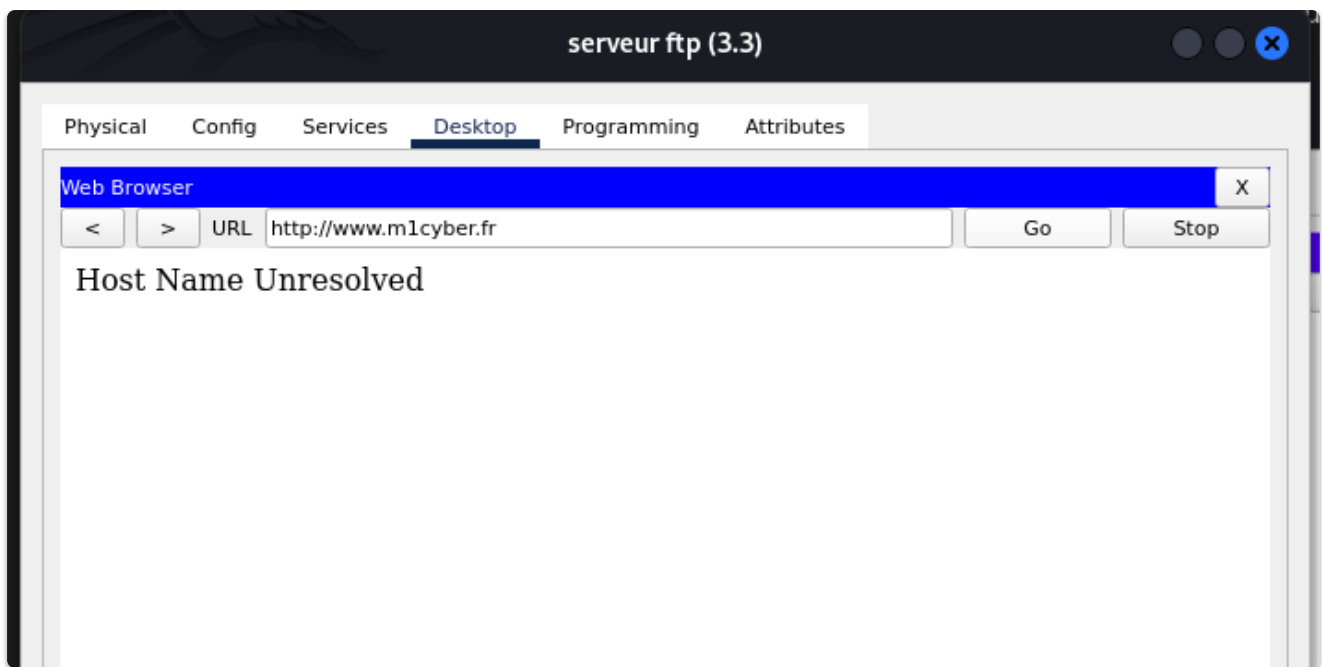 serveur ftp (3.3)
Physical Config Services Desktop Programming Attributes
Web Browser X
< > URL http://www.m1cyber.fr Go Stop
Host Name Unresolved